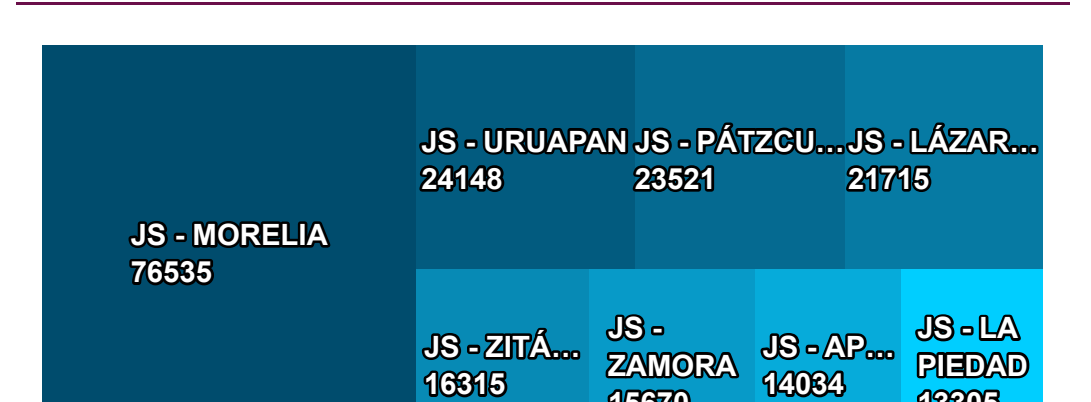 JS - MORELIA
76535
JS - URUAPAN
24148
JS - PÁTZCU...
23521
JS - LÁZAR...
21715
JS - ZITÁ...
16315
JS -
ZAMORA
15670
JS - AP...
14034
JS - LA
PIEDAD